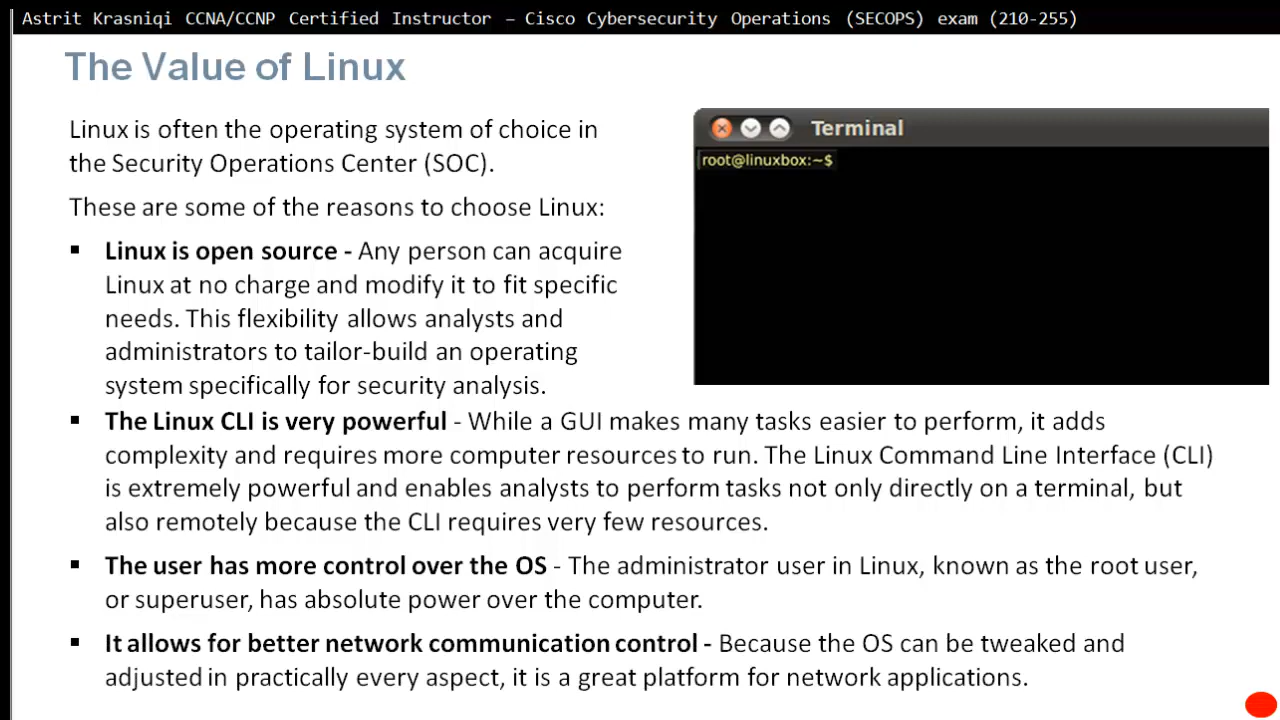 Astrit Krasniqi CCNA/CCNP Certified Instructor – Cisco Cybersecurity Operations (SECOPS) exam (210-255)
The Value of Linux
Linux is often the operating system of choice in
the Security Operations Center (SOC).
These are some of the reasons to choose Linux:
▪ Linux is open source - Any person can acquire
Linux at no charge and modify it to fit specific
needs. This flexibility allows analysts and
administrators to tailor-build an operating
system specifically for security analysis.
Terminal
root@linuxbox:~$
▪ The Linux CLI is very powerful - While a GUI makes many tasks easier to perform, it adds
complexity and requires more computer resources to run. The Linux Command Line Interface (CLI)
is extremely powerful and enables analysts to perform tasks not only directly on a terminal, but
also remotely because the CLI requires very few resources.
▪ The user has more control over the OS - The administrator user in Linux, known as the root user,
or superuser, has absolute power over the computer.
▪ It allows for better network communication control - Because the OS can be tweaked and
adjusted in practically every aspect, it is a great platform for network applications.